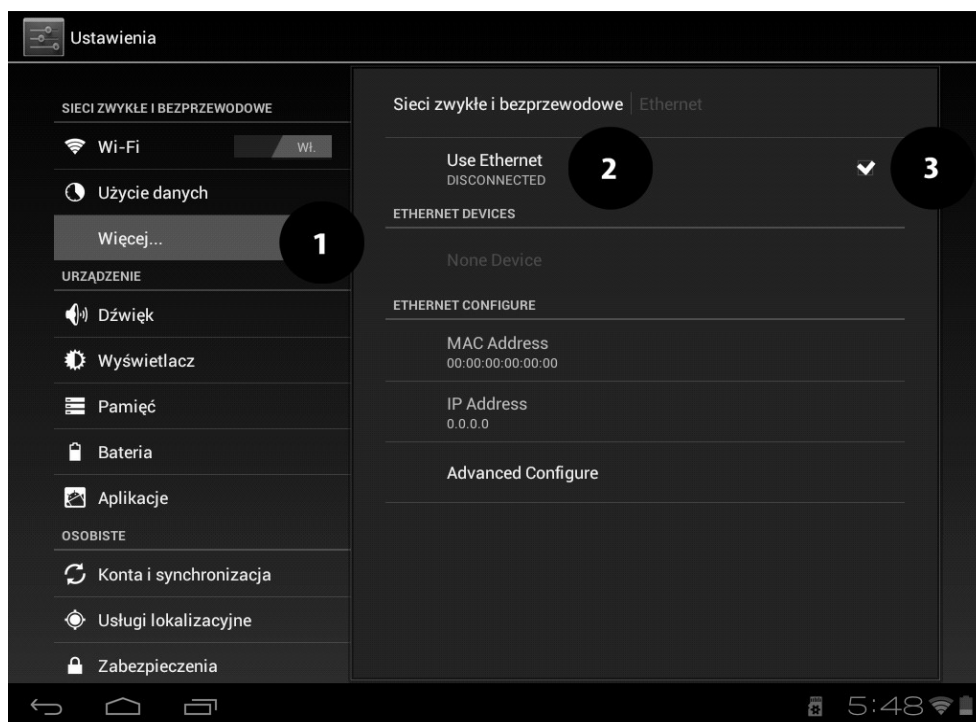 Ustawienia
SIECI ZWYKŁE I BEZPRZEWODOWE
Wi-Fi
Wł.
Użycie danych
Więcej...
1
URZĄDZENIE
Dźwięk
Wyświetlacz
Pamięć
Bateria
Aplikacje
OSOBISTE
Konta i synchronizacja
Usługi lokalizacyjne
Zabezpieczenia
Sieci zwykłe i bezprzewodowe Ethernet
Use Ethernet
DISCONNECTED
2
3
ETHERNET DEVICES
None Device
ETHERNET CONFIGURE
MAC Address
00:00:00:00:00:00
IP Address
0.0.0.0
Advanced Configure
5:48